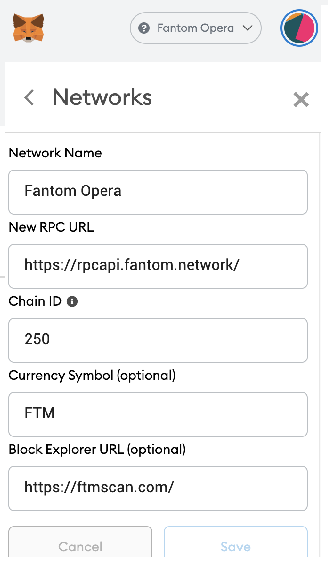 Fantom Opera
Networks
Network Name
Fantom Opera
New RPC URL
https://rpcapi.fantom.network/
Chain ID
250
Currency Symbol (optional)
FTM
Block Explorer URL (optional)
https://ftmscan.com/
Cancel Save